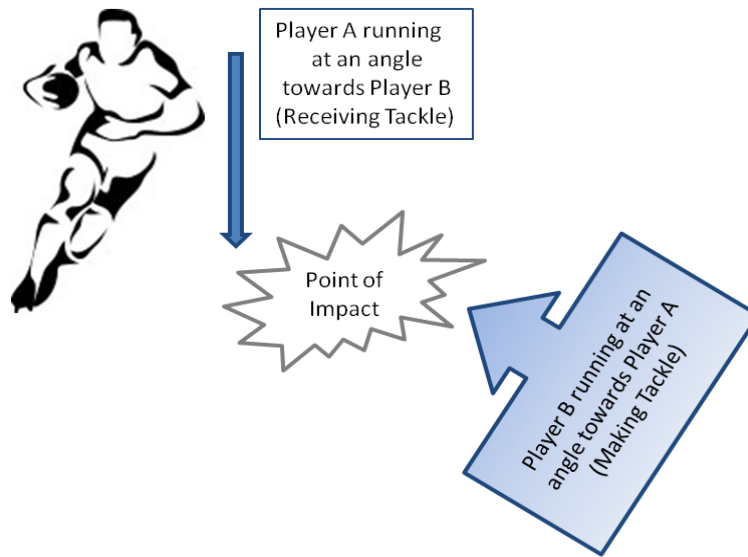 Player A running
at an angle
towards Player B
(Receiving Tackle)
Point of
Impact
Player B running at an
angle towards Player A
(Making Tackle)